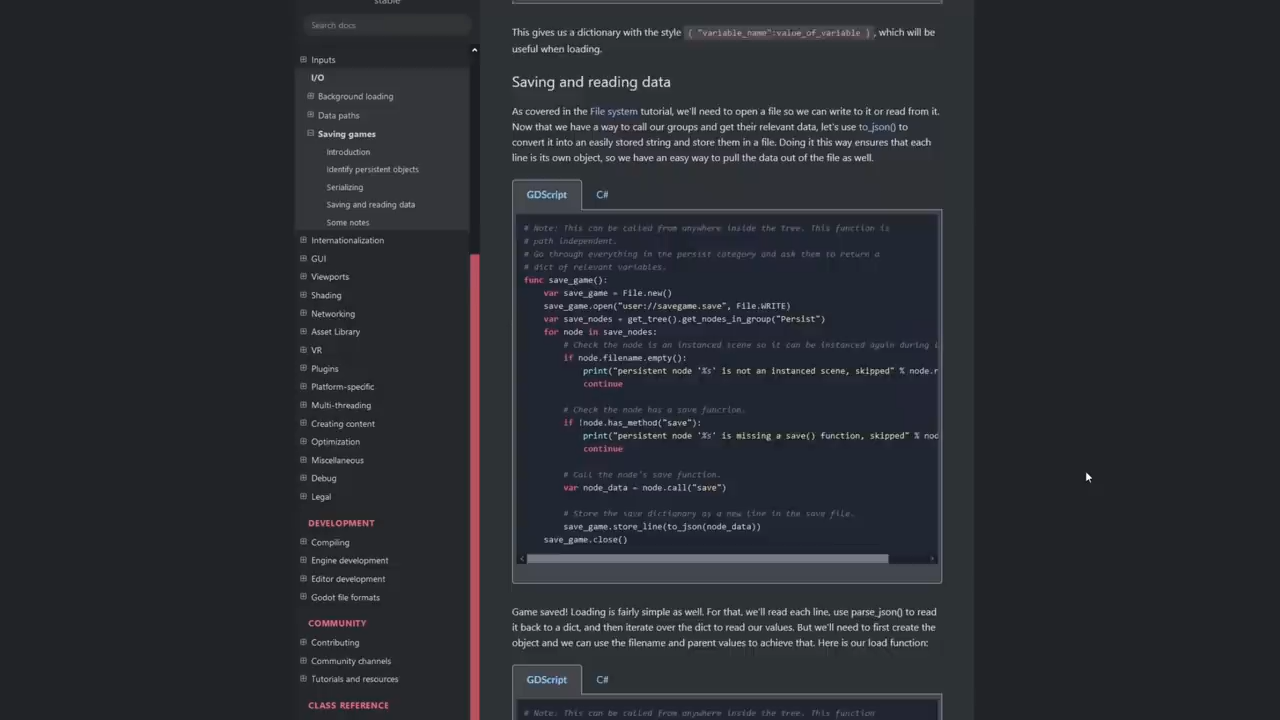 stable
Search docs
Inputs
I/O
Background loading
Data paths
Saving games
Introduction
Identify persistent objects
Serializing
Saving and reading data
Some notes
Internationalization
GUI
Viewports
Shading
Networking
Asset Library
VR
Plugins
Platform-specific
Multi-threading
Creating content
Optimization
Miscellaneous
Debug
Legal
DEVELOPMENT
Compiling
Engine development
Editor development
Godot file formats
COMMUNITY
Contributing
Community channels
Tutorials and resources
CLASS REFERENCE
This gives us a dictionary with the style { "variable_name":value_of_variable } , which will be
useful when loading.
Saving and reading data
As covered in the File system tutorial, we'll need to open a file so we can write to it or read from it.
Now that we have a way to call our groups and get their relevant data, let's use to_json() to
convert it into an easily stored string and store them in a file. Doing it this way ensures that each
line is its own object, so we have an easy way to pull the data out of the file as well.
GDScript C#
# Note: This can be called from anywhere inside the tree. This function is
# path independent.
# Go through everything in the persist category and ask them to return a
# dict of relevant variables.
func save_game():
var save_game = File.new()
save_game.open("user://savegame.save", File.WRITE)
var save_nodes = get_tree().get_nodes_in_group("Persist")
for node in save_nodes:
# Check the node is an instanced scene so it can be instanced again during
if node.filename.empty():
print("persistent node '%s' is not an instanced scene, skipped" % node.n
continue
# Check the node has a save function.
if !node.has_method("save"):
print("persistent node '%s' is missing a save() function, skipped" % nod
continue
# Call the node's save function.
var node_data = node.call("save")
# Store the save dictionary as a new line in the save file.
save_game.store_line(to_json(node_data))
save_game.close()
Game saved! Loading is fairly simple as well. For that, we'll read each line, use parse_json() to read
it back to a dict, and then iterate over the dict to read our values. But we'll need to first create the
object and we can use the filename and parent values to achieve that. Here is our load function:
GDScript C#
# Note: This can be called from anywhere inside the tree. This function